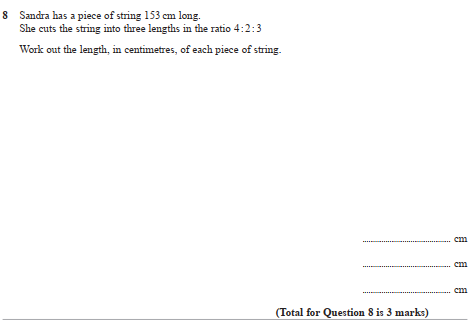 8 Sandra has a piece of string 153 cm long.
She cuts the string into three lengths in the ratio 4 : 2 : 3
Work out the length, in centimetres, of each piece of string.
.............................. cm
.............................. cm
.............................. cm
(Total for Question 8 is 3 marks)